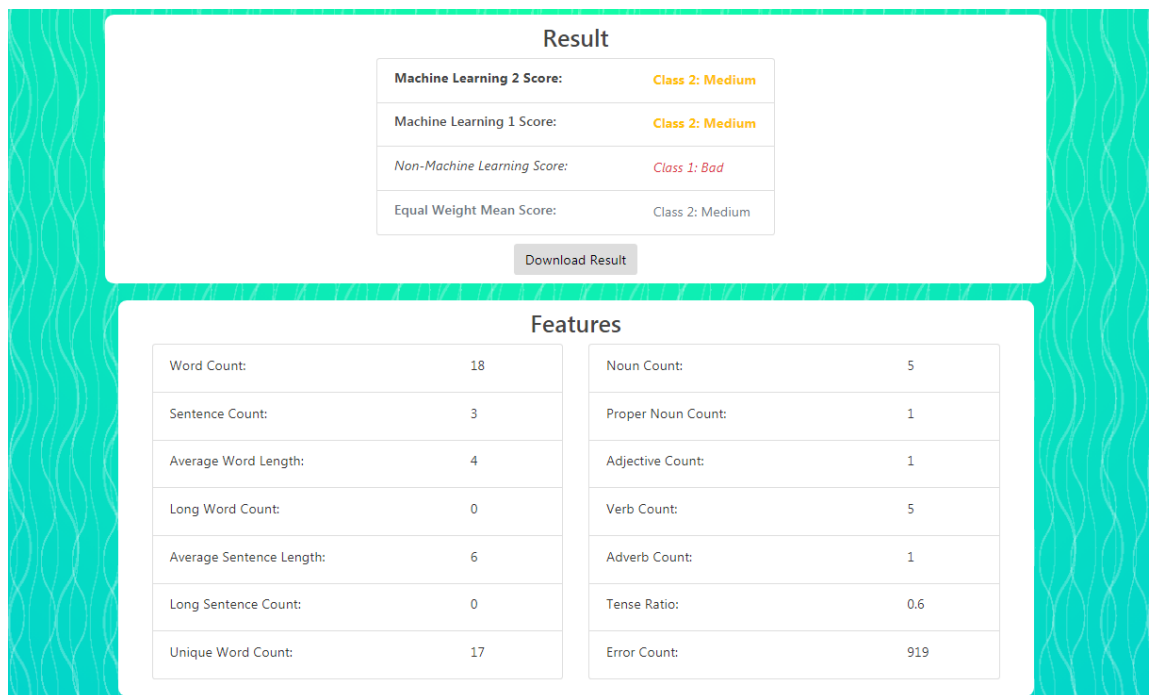 Result
Machine Learning 2 Score: Class 2: Medium
Machine Learning 1 Score: Class 2: Medium
Non-Machine Learning Score: Class 1: Bad
Equal Weight Mean Score: Class 2: Medium
Download Result
Features
Word Count: 18
Sentence Count: 3
Average Word Length: 4
Long Word Count: 0
Average Sentence Length: 6
Long Sentence Count: 0
Unique Word Count: 17
Noun Count: 5
Proper Noun Count: 1
Adjective Count: 1
Verb Count: 5
Adverb Count: 1
Tense Ratio: 0.6
Error Count: 919